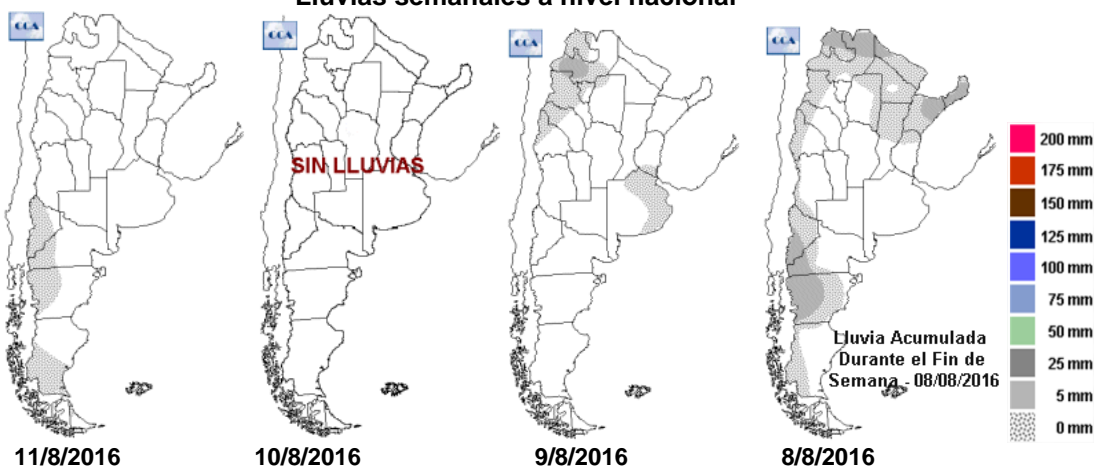 Lluvias semanales a nivel nacional
CCA
CCA
CCA
CCA
SIN LLUVIAS
Lluvia Acumulada
Durante el Fin de
Semana - 08/08/2016
200 mm
175 mm
150 mm
125 mm
100 mm
75 mm
50 mm
25 mm
5 mm
0 mm
11/8/2016
10/8/2016
9/8/2016
8/8/2016